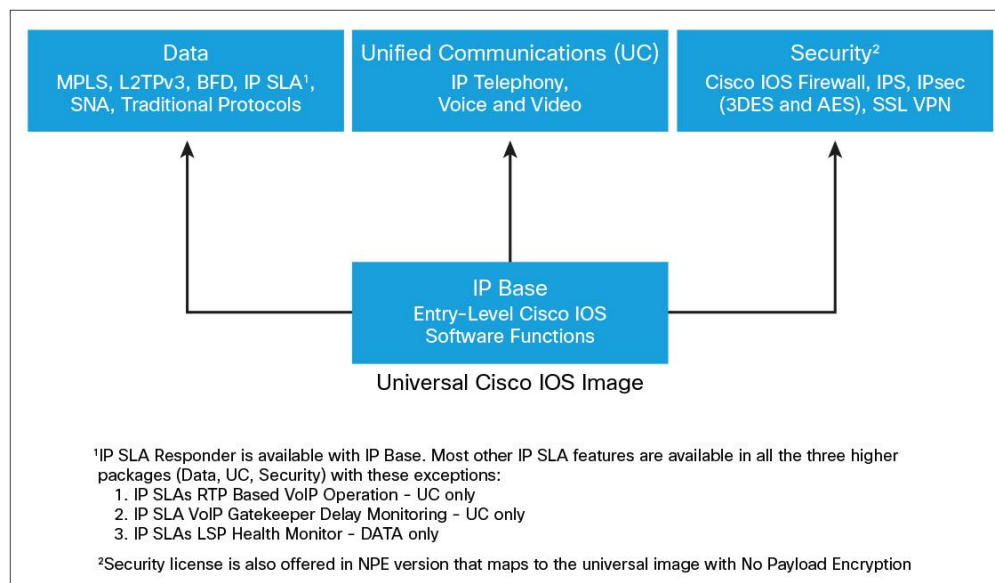 Data
MPLS, L2TPv3, BFD, IP SLA¹,
SNA, Traditional Protocols
Unified Communications (UC)
IP Telephony,
Voice and Video
Security²
Cisco IOS Firewall, IPS, IPsec
(3DES and AES), SSL VPN
IP Base
Entry-Level Cisco IOS
Software Functions
Universal Cisco IOS Image
¹IP SLA Responder is available with IP Base. Most other IP SLA features are available in all the three higher
packages (Data, UC, Security) with these exceptions:
1. IP SLAs RTP Based VoIP Operation - UC only
2. IP SLA VoIP Gatekeeper Delay Monitoring - UC only
3. IP SLAs LSP Health Monitor - DATA only
²Security license is also offered in NPE version that maps to the universal image with No Payload Encryption